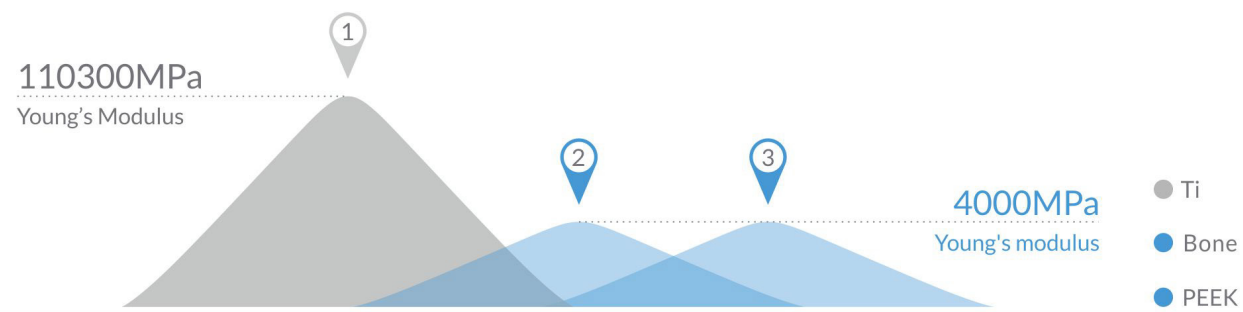 1
110300MPa
Young’s Modulus
2
3
4000MPa
Young's modulus
Ti
Bone
PEEK